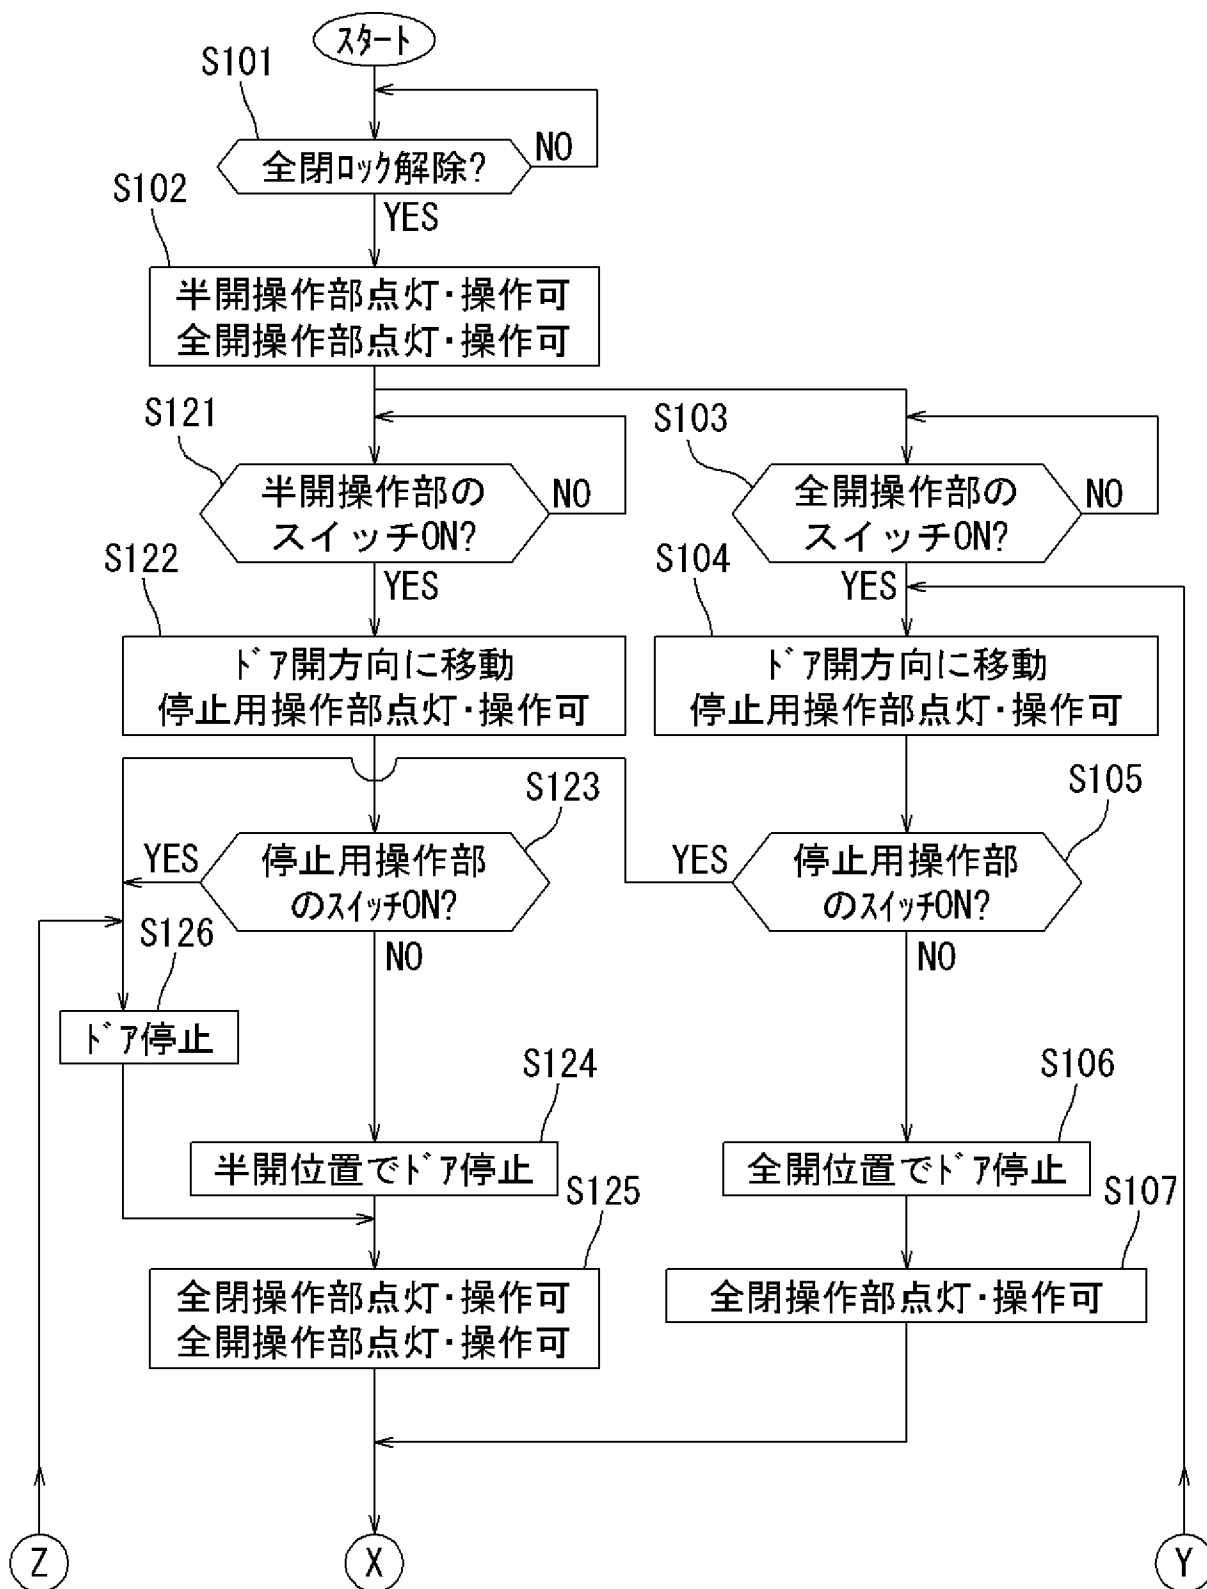 スタート
S101
全閉ロック解除?
NO
S102
YES
半開操作部点灯・操作可
全開操作部点灯・操作可
S121
S103
半開操作部の
スイッチON?
NO
全開操作部の
スイッチON?
NO
S122
YES
S104
YES
ドア開方向に移動
停止用操作部点灯・操作可
ドア開方向に移動
停止用操作部点灯・操作可
S123
S105
YES
停止用操作部
のスイッチON?
YES
停止用操作部
のスイッチON?
S126
NO
NO
ドア停止
S124
S106
半開位置でドア停止
全開位置でドア停止
S125
S107
全閉操作部点灯・操作可
全開操作部点灯・操作可
全閉操作部点灯・操作可
Z
X
Y